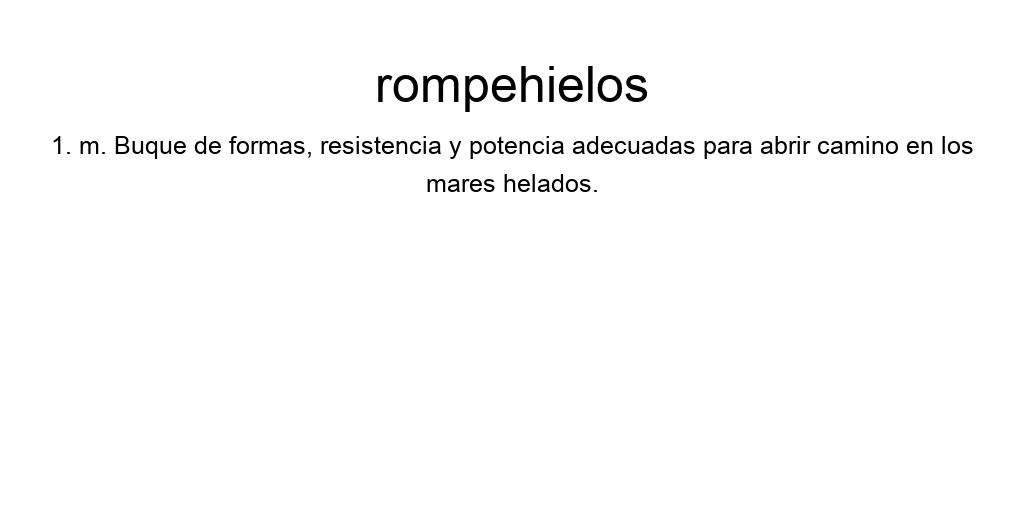 rompehielos
1. m. Buque de formas, resistencia y potencia adecuadas para abrir camino en los
mares helados.